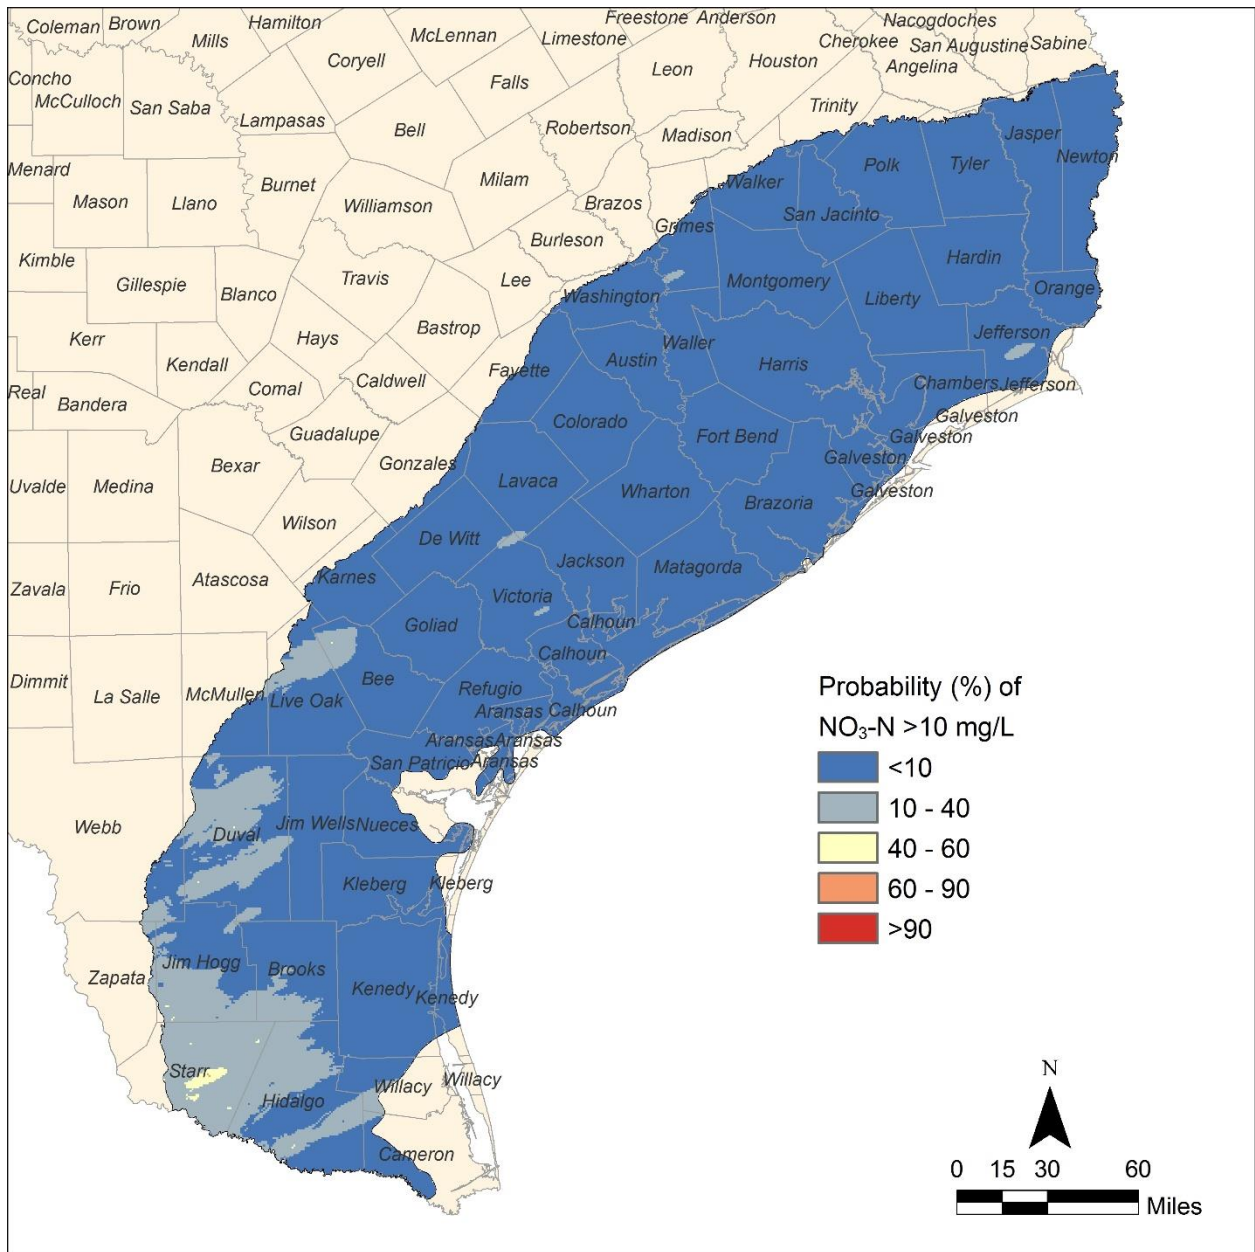 Coleman
Brown
Hamilton
Freestone
Anderson
Nacogdoches
Mills
McLennan
Limestone
Cherokee
San Augustine
Sabine
Concho
Coryell
Leon
Houston
Angelina
McCulloch
San Saba
Falls
Trinity
Lampasas
Bell
Robertson
Madison
Jasper
Newton
Menard
Burnet
Milam
Walker
Polk
Tyler
Mason
Llano
Williamson
Brazos
San Jacinto
Grimes
Burleson
Kimble
Gillespie
Blanco
Travis
Lee
Washington
Montgomery
Hardin
Liberty
Orange
Kerr
Hays
Bastrop
Waller
Jefferson
Kendall
Austin
Harris
Real
Comal
Caldwell
Fayette
Chambers
Jefferson
Bandera
Galveston
Guadalupe
Colorado
Fort Bend
Galveston
Bexar
Gonzales
Galveston
Uvalde
Medina
Lavaca
Wharton
Galveston
Brazoria
Wilson
De Witt
Jackson
Matagorda
Zavala
Frio
Atascosa
Karnes
Victoria
Goliad
Calhoun
Calhoun
Dimmit
La Salle
McMullen
Live Oak
Bee
Refugio
Aransas
Calhoun
Aransas
Aransas
San Patricio
Aransas
Webb
Duval
Jim Wells
Nueces
Kleberg
Kleberg
Zapata
Jim Hogg
Brooks
Kenedy
Kenedy
Starr
Hidalgo
Willacy
Willacy
Cameron
Probability (%) of
NO₃-N >10 mg/L
<10
10 - 40
40 - 60
60 - 90
>90
N
0 15 30 60
Miles